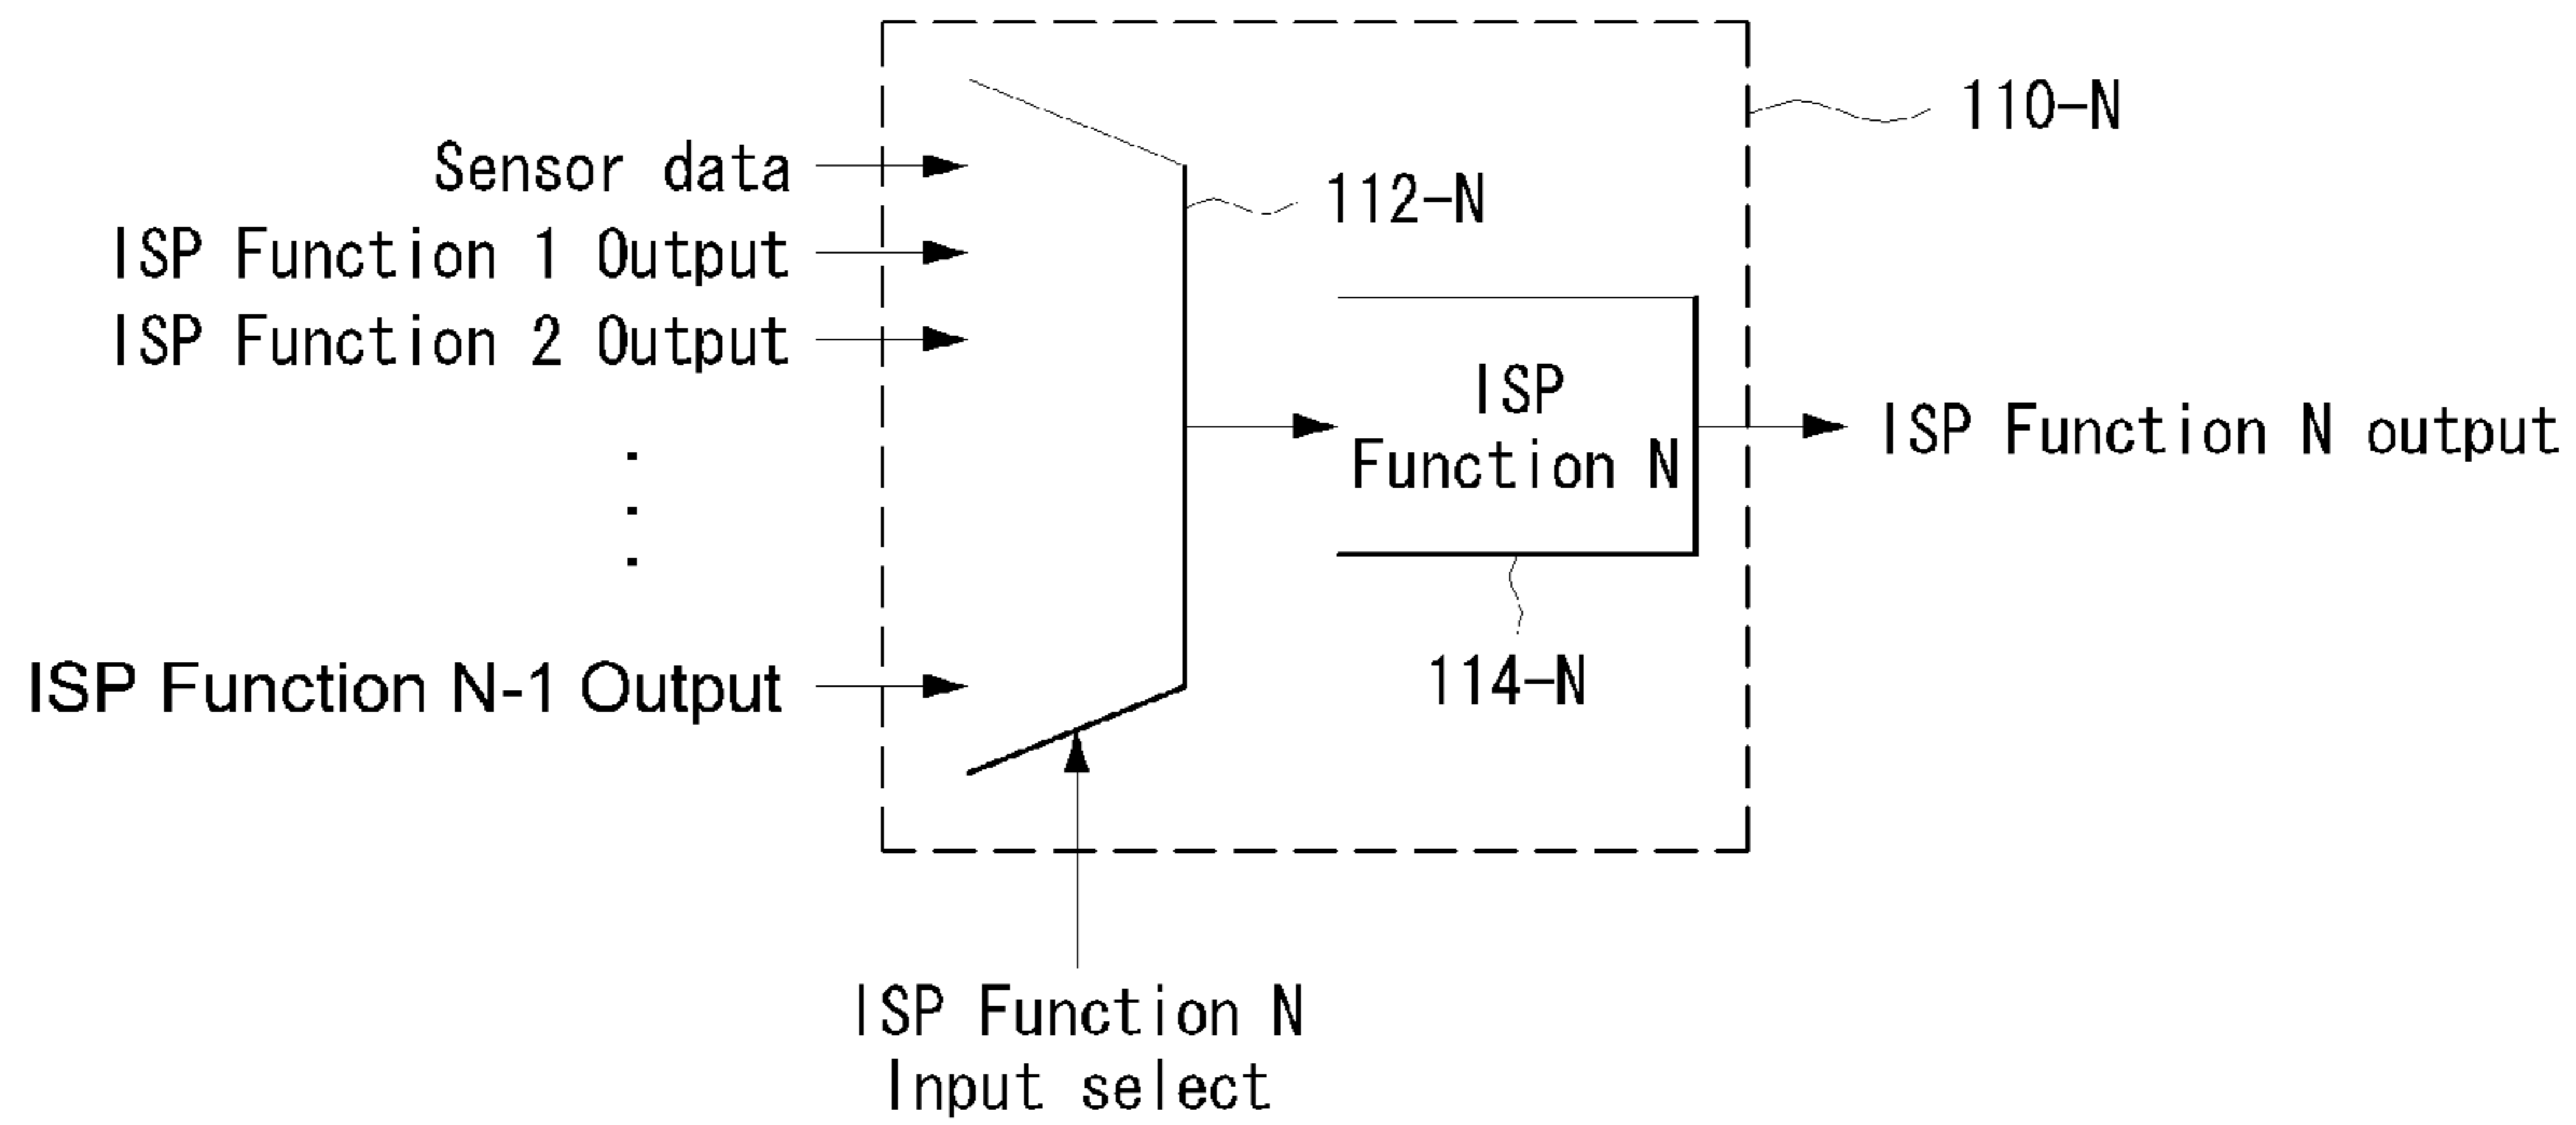 110-N
Sensor data
112-N
ISP Function 1 Output
ISP Function 2 Output
ISP
Function N
ISP Function N output
ISP Function N-1 Output
114-N
ISP Function N
Input select